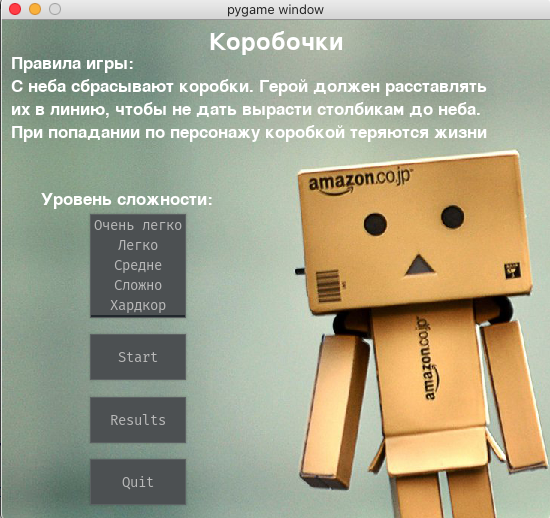 pygame window
Коробочки
Правила игры:
С неба сбрасывают коробки. Герой должен расставлять
их в линию, чтобы не дать вырасти столбикам до неба.
При попадании по персонажу коробкой теряются жизни
amazon.co.jp
Уровень сложности:
Очень легко
Легко
Средне
Сложно
Хардкор
amazon.co.jp
Start
Results
Quit